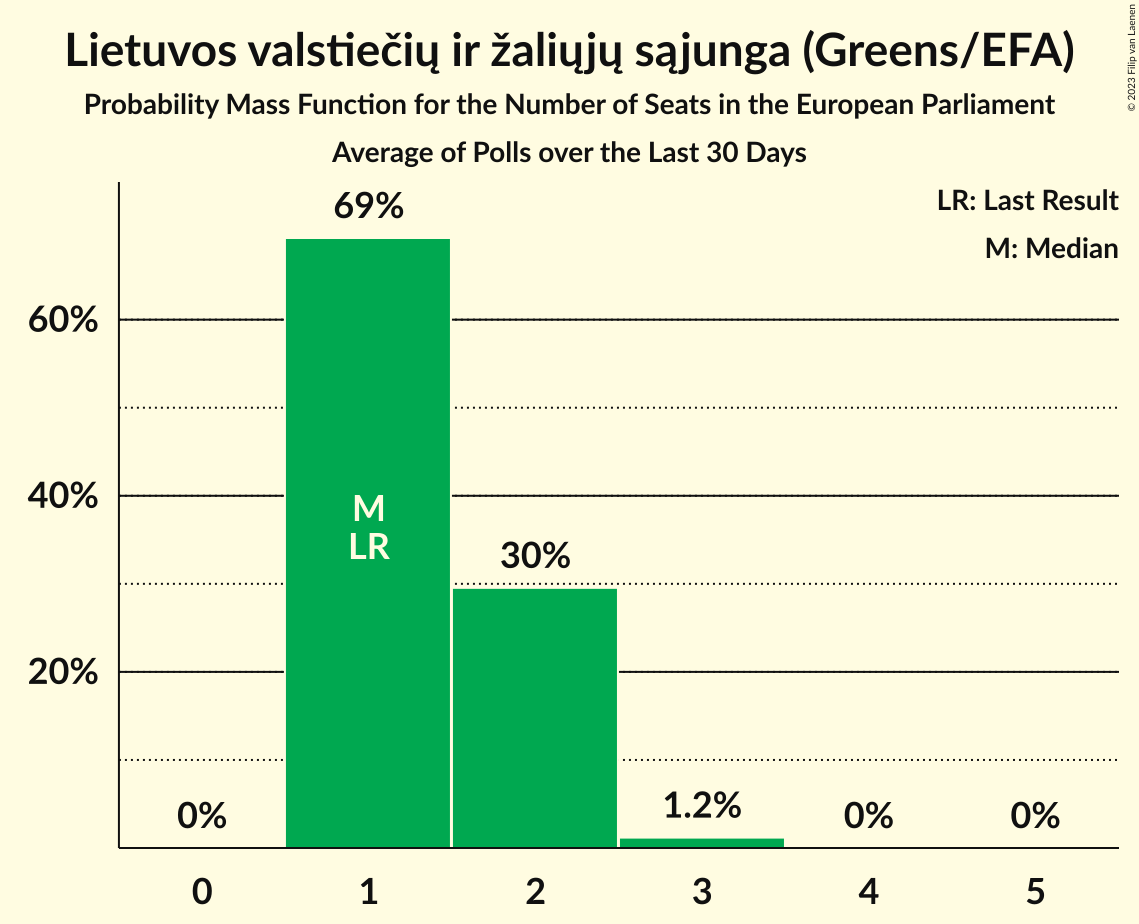 Lietuvos valstiečių ir žaliųjų sąjunga (Greens/EFA)
Probability Mass Function for the Number of Seats in the European Parliament
Average of Polls over the Last 30 Days
© 2023 Filip van Laenen
LR: Last Result
M: Median
69%
60%
40%
M
LR
30%
20%
0%
1.2%
0%
0%
0 1 2 3 4 5